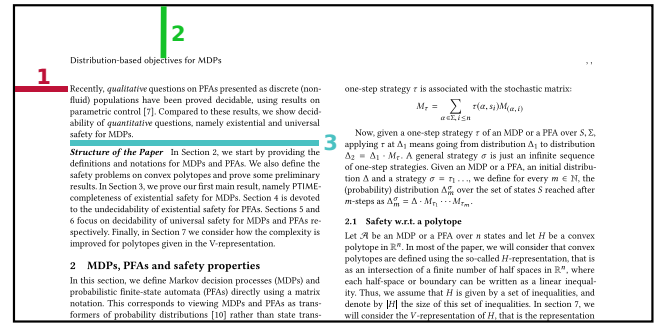 2
Distribution-based objectives for MDPs
, ,
1
Recently, qualitative questions on PFAs presented as discrete (non-
fluid) populations have been proved decidable, using results on
parametric control [7]. Compared to these results, we show decid-
ability of quantitative questions, namely existential and universal
safety for MDPs.
3
Structure of the Paper In Section 2, we start by providing the
definitions and notations for MDPs and PFAs. We also define the
safety problems on convex polytopes and prove some preliminary
results. In Section 3, we prove our first main result, namely PTIME-
completeness of existential safety for MDPs. Section 4 is devoted
to the undecidability of existential safety for PFAs. Sections 5 and
6 focus on decidability of universal safety for MDPs and PFAs re-
spectively. Finally, in Section 7 we consider how the complexity is
improved for polytopes given in the V-representation.
2 MDPs, PFAs and safety properties
In this section, we define Markov decision processes (MDPs) and
probabilistic finite-state automata (PFAs) directly using a matrix
notation. This corresponds to viewing MDPs and PFAs as trans-
formers of probability distributions [10] rather than state trans-
one-step strategy τ is associated with the stochastic matrix:
M_τ = ∑_{α∈Σ, i≤n} τ(α, s_i)M_{(α,i)}
Now, given a one-step strategy τ of an MDP or a PFA over S, Σ,
applying τ at Δ₁ means going from distribution Δ₁ to distribution
Δ₂ = Δ₁ · M_τ. A general strategy σ is just an infinite sequence
of one-step strategies. Given an MDP or a PFA, an initial distribu-
tion Δ and a strategy σ = τ₁ . . ., we define for every m ∈ ℕ, the
(probability) distribution Δ^σ_m over the set of states S reached after
m-steps as Δ^σ_m = Δ · M_{τ₁} · · · M_{τ_m}.
2.1 Safety w.r.t. a polytope
Let 𝒜 be an MDP or a PFA over n states and let H be a convex
polytope in ℝⁿ. In most of the paper, we will consider that convex
polytopes are defined using the so-called H-representation, that is
as an intersection of a finite number of half spaces in ℝⁿ, where
each half-space or boundary can be written as a linear inequal-
ity. Thus, we assume that H is given by a set of inequalities, and
denote by |H| the size of this set of inequalities. In section 7, we
will consider the V-representation of H, that is the representation